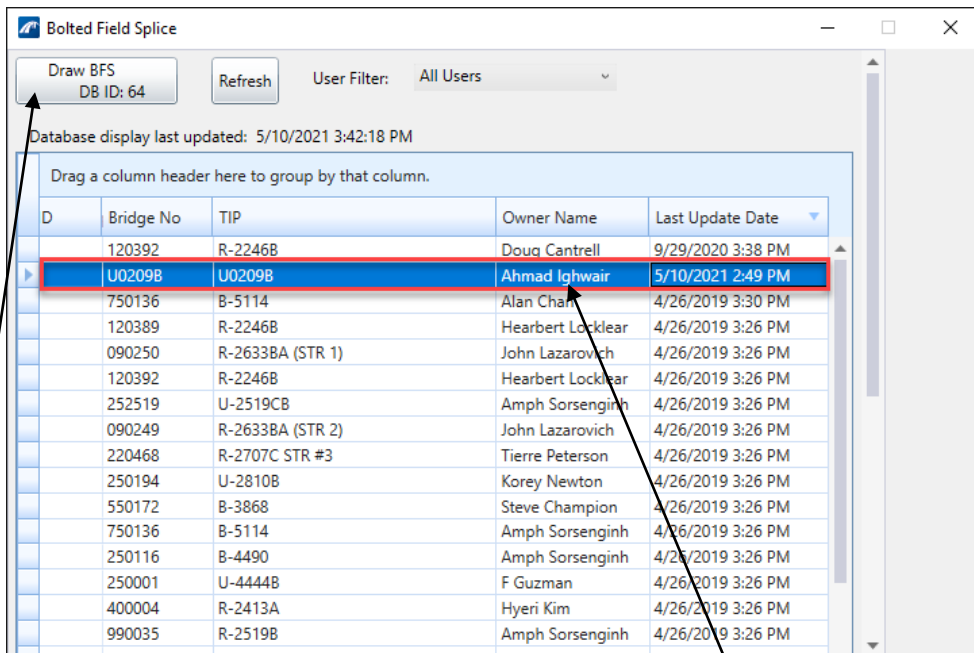 Bolted Field Splice
Draw BFS
DB ID: 64
Refresh
User Filter:
All Users
Database display last updated: 5/10/2021 3:42:18 PM
Drag a column header here to group by that column.
D Bridge No TIP Owner Name Last Update Date
120392 R-2246B Doug Cantrell 9/29/2020 3:38 PM
U0209B U0209B Ahmad Ighwair 5/10/2021 2:49 PM
750136 B-5114 Alan Chan 4/26/2019 3:30 PM
120389 R-2246B Hearbert Locklear 4/26/2019 3:26 PM
090250 R-2633BA (STR 1) John Lazarovich 4/26/2019 3:26 PM
120392 R-2246B Hearbert Locklear 4/26/2019 3:26 PM
252519 U-2519CB Amph Sorsenginh 4/26/2019 3:26 PM
090249 R-2633BA (STR 2) John Lazarovich 4/26/2019 3:26 PM
220468 R-2707C STR #3 Tierre Peterson 4/26/2019 3:26 PM
250194 U-2810B Korey Newton 4/26/2019 3:26 PM
550172 B-3868 Steve Champion 4/26/2019 3:26 PM
750136 B-5114 Amph Sorsenginh 4/26/2019 3:26 PM
250116 B-4490 Amph Sorsenginh 4/26/2019 3:26 PM
250001 U-4444B F Guzman 4/26/2019 3:26 PM
400004 R-2413A Hyeri Kim 4/26/2019 3:26 PM
990035 R-2519B Amph Sorsenginh 4/26/2019 3:26 PM